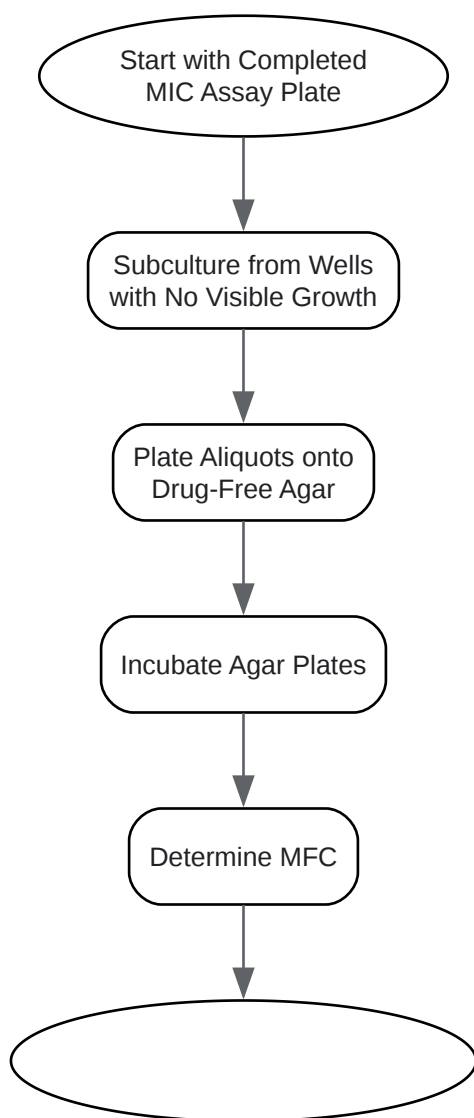 Start with Completed
MIC Assay Plate
Subculture from Wells
with No Visible Growth
Plate Aliquots onto
Drug-Free Agar
Incubate Agar Plates
Determine MFC